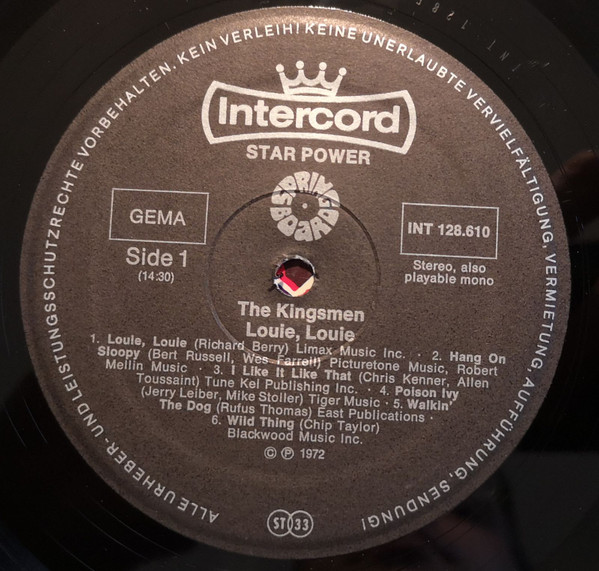 ALLE URHEBER- UND LEISTUNGSSCHUTZRECHTE VORBEHALTEN. KEIN VERLEIH! KEINE UNERLAUBTE VERVIELFÄLTIGUNG, VERMIETUNG, AUFFÜHRUNG, SENDUNG!
Intercord
STAR POWER
SPRINGBOARD
GEMA
INT 128.610
Side 1
(14:30)
Stereo, also
playable mono
The Kingsmen
Louie, Louie
1. Louie, Louie (Richard Berry) Limax Music Inc. · 2. Hang On
Sloopy (Bert Russell, Wes Farrell) Picturetone Music, Robert
Mellin Music · 3. I Like It Like That (Chris Kenner, Allen
Toussaint) Tune Kel Publishing Inc. · 4. Poison Ivy
(Jerry Leiber, Mike Stoller) Tiger Music · 5. Walkin'
The Dog (Rufus Thomas) East Publications ·
6. Wild Thing (Chip Taylor)
Blackwood Music Inc.
© ℗ 1972
ST 33